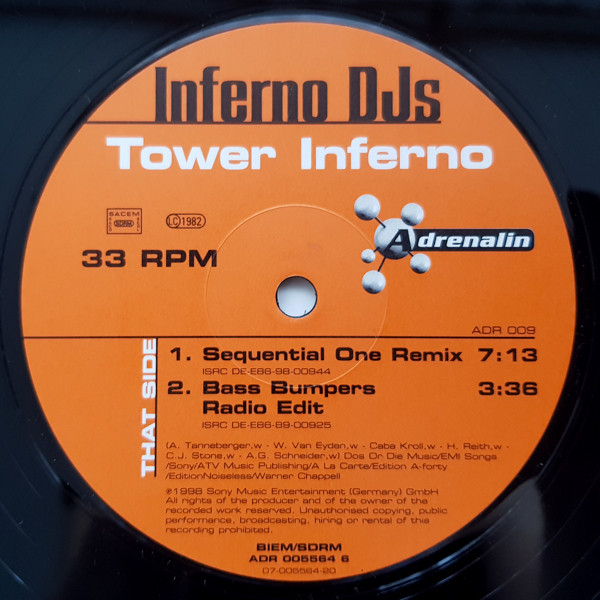 Inferno DJs
Tower Inferno
SACEM
SDRM
LC 1982
Adrenalin
33 RPM
ADR 009
THAT SIDE
1. Sequential One Remix 7:13
ISRC DE-E86-98-00944
2. Bass Bumpers 3:36
Radio Edit
ISRC DE-E86-89-00925
(A. Tanneberger,w - W. Van Eyden,w - Caba Kroll,w - H. Reith,w -
C.J. Stone,w - A.G. Schneider,w) Dos Or Die Music/EMI Songs
/Sony/ATV Music Publishing/A La Carte/Edition A-forty
/EditionNoiseless/Warner Chappell
℗1998 Sony Music Entertainment (Germany) GmbH
All rights of the producer and of the owner of the
recorded work reserved. Unauthorised copying, public
performance, broadcasting, hiring or rental of this
recording prohibited.
BIEM/SDRM
ADR 005564 6
07-005564-20